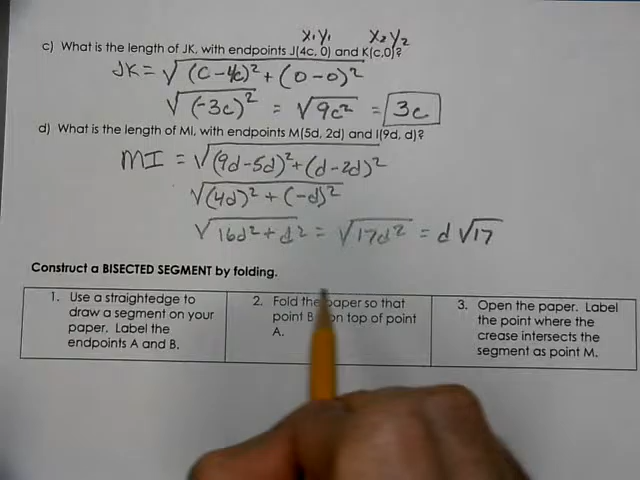 x₁ y₁ x₂ y₂
c) What is the length of JK, with endpoints J(4c, 0) and K(c,0)?
JK = √(c-4c)² + (0-0)²
√(-3c)² = √9c² = 3c
d) What is the length of MI, with endpoints M(5d, 2d) and I(9d, d)?
MI = √(9d-5d)² + (d-2d)²
√(4d)² + (-d)²
√16d² + d² = √17d² = d√17
Construct a BISECTED SEGMENT by folding.
1. Use a straightedge to
draw a segment on your
paper. Label the
endpoints A and B.
2. Fold the paper so that
point B on top of point
A.
3. Open the paper. Label
the point where the
crease intersects the
segment as point M.